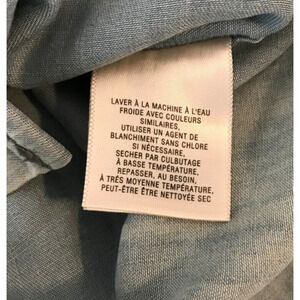 LAVER À LA MACHINE À L'EAU
FROIDE AVEC COULEURS
SIMILAIRES,
UTILISER UN AGENT DE
BLANCHIMENT SANS CHLORE
SI NÉCESSAIRE,
SECHER PAR CULBUTAGE
À BASSE TEMPÉRATURE,
REPASSER, AU BESOIN,
À TRÈS MOYENNE TEMPÉRATURE,
PEUT-ÊTRE ÊTRE NETTOYÉE SEC